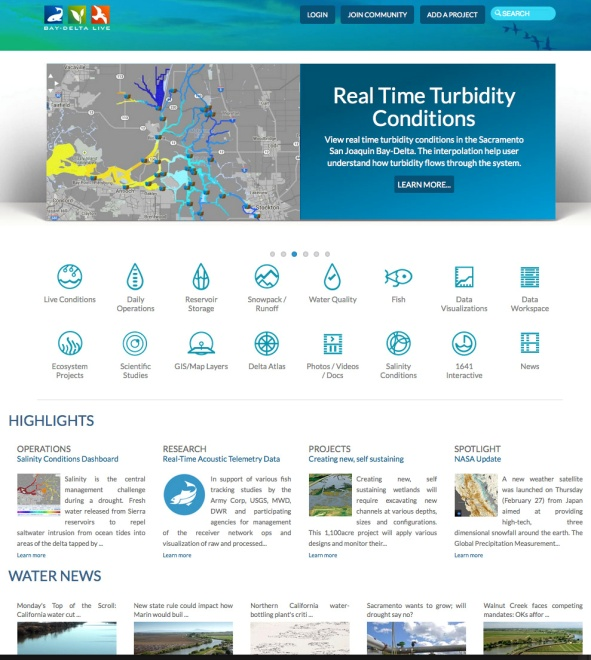 BAY-DELTA LIVE
LOGIN
JOIN COMMUNITY
ADD A PROJECT
SEARCH
Vacaville
Fairfield
Antioch
Stockton
Real Time Turbidity
Conditions
View real time turbidity conditions in the Sacramento
San Joaquin Bay-Delta. The interpolation help user
understand how turbidity flows through the system.
LEARN MORE...
Live Conditions
Daily
Operations
Reservoir
Storage
Snowpack /
Runoff
Water Quality
Fish
Data
Visualizations
Data
Workspace
Ecosystem
Projects
Scientific
Studies
GIS/Map Layers
Delta Atlas
Photos / Videos
/ Docs
Salinity
Conditions
1641
Interactive
News
HIGHLIGHTS
OPERATIONS
Salinity Conditions Dashboard
Salinity is the central
management challenge
during a drought. Fresh
water released from Sierra
reservoirs to repel
saltwater intrusion from ocean tides into
areas of the delta tapped by ...
Learn more
RESEARCH
Real-Time Acoustic Telemetry Data
In support of various fish
tracking studies by the
Army Corp, USGS, MWD,
DWR and participating
agencies for management
of the receiver network ops and
visualization of raw and processed...
Learn more
PROJECTS
Creating new, self sustaining
Creating new, self
sustaining wetlands will
require excavating new
channels at various depths,
sizes and configurations.
This 1,100acre project will apply various
designs and monitor their...
Learn more
SPOTLIGHT
NASA Update
A new weather satellite
was launched on Thursday
(February 27) from Japan
aimed at providing
high-tech, three
dimensional snowfall around the earth. The
Global Precipitation Measurement...
Learn more
WATER NEWS
Monday's Top of the Scroll:
California water cut ...
New state rule could impact how
Marin would buil ...
Northern California water-
bottling plant's criti ...
Sacramento wants to grow; will
drought say no?
Walnut Creek faces competing
mandates: OKs affor ...